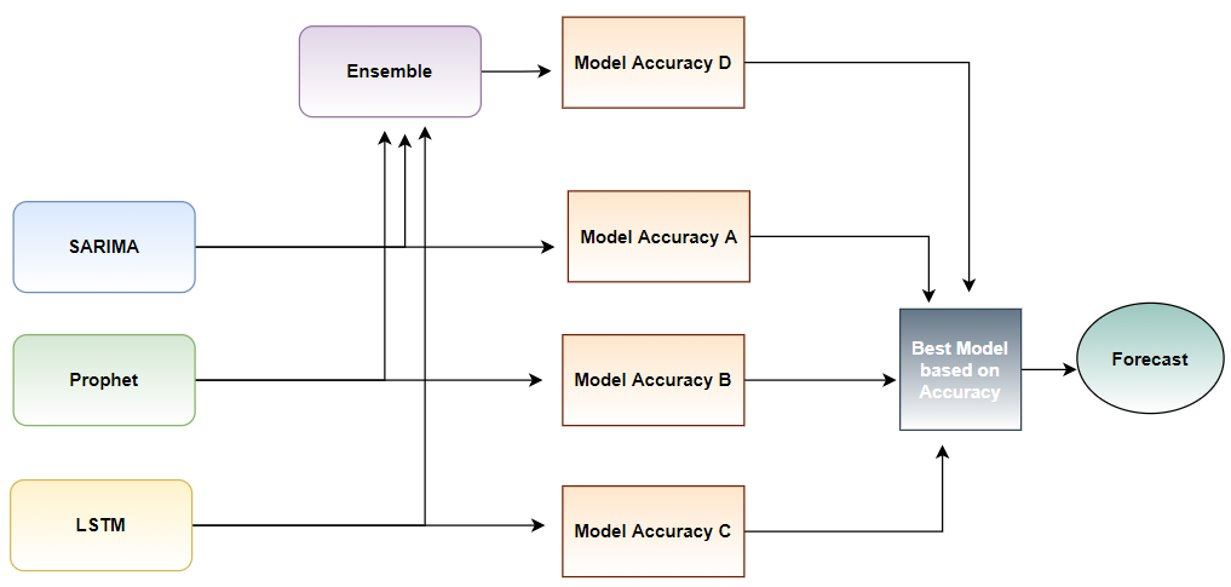 Ensemble
Model Accuracy D
SARIMA
Model Accuracy A
Prophet
Model Accuracy B
Best Model
based on
Accuracy
Forecast
LSTM
Model Accuracy C